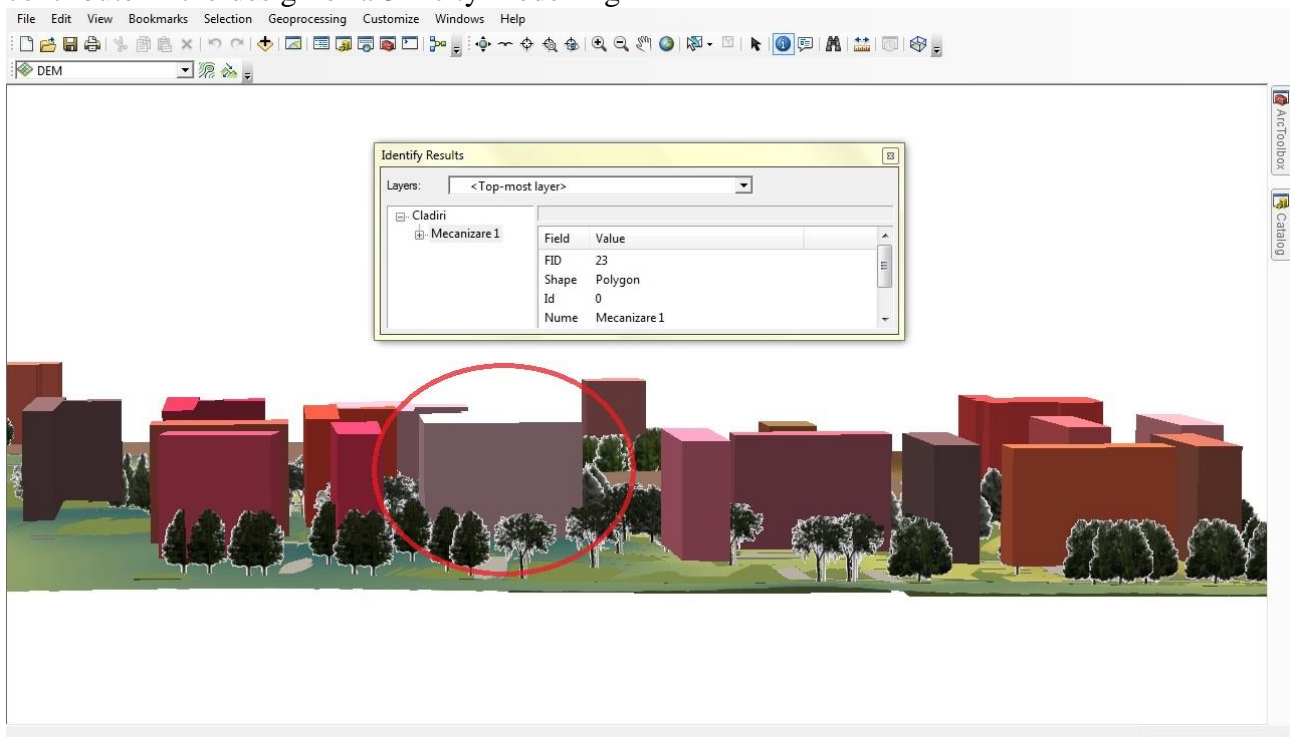 File Edit View Bookmarks Selection Geoprocessing Customize Windows Help
DEM
ArcToolbox
Catalog
Identify Results
Layers: <Top-most layer>
Cladiri
Mecanizare 1
Field Value
FID 23
Shape Polygon
Id 0
Nume Mecanizare 1